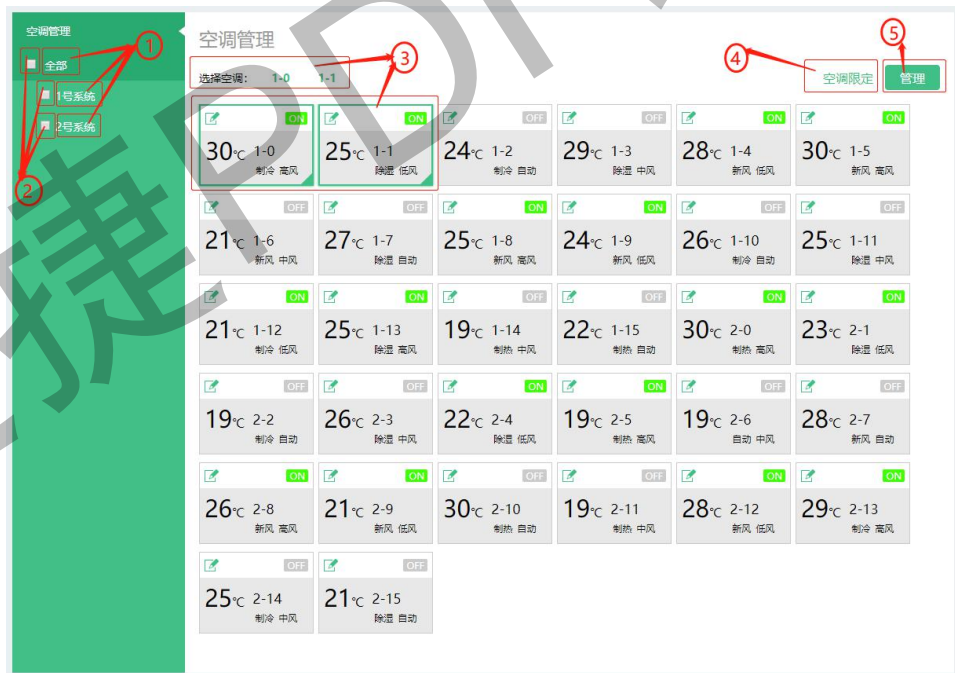 空调管理
全部
1号系统
2号系统
①
②
空调管理
选择空调: 1-0 1-1
③
④
⑤
空调限定 管理
ON ON OFF OFF ON ON
30℃ 1-0 25℃ 1-1 24℃ 1-2 29℃ 1-3 28℃ 1-4 30℃ 1-5
制冷 高风 除湿 低风 制冷 自动 除湿 中风 新风 低风 新风 高风
OFF OFF ON ON OFF OFF
21℃ 1-6 27℃ 1-7 25℃ 1-8 24℃ 1-9 26℃ 1-10 25℃ 1-11
新风 中风 除湿 自动 新风 高风 新风 低风 制冷 自动 除湿 中风
ON ON OFF OFF ON ON
21℃ 1-12 25℃ 1-13 19℃ 1-14 22℃ 1-15 30℃ 2-0 23℃ 2-1
制冷 低风 除湿 高风 制热 中风 制热 自动 制热 高风 除湿 低风
OFF OFF ON ON OFF OFF
19℃ 2-2 26℃ 2-3 22℃ 2-4 19℃ 2-5 19℃ 2-6 28℃ 2-7
制冷 自动 除湿 中风 除湿 低风 制热 高风 自动 中风 新风 自动
ON ON OFF OFF ON ON
26℃ 2-8 21℃ 2-9 30℃ 2-10 19℃ 2-11 28℃ 2-12 29℃ 2-13
新风 高风 新风 低风 制热 自动 制热 中风 新风 低风 制冷 高风
OFF OFF
25℃ 2-14 21℃ 2-15
制冷 中风 除湿 自动
捷PDF